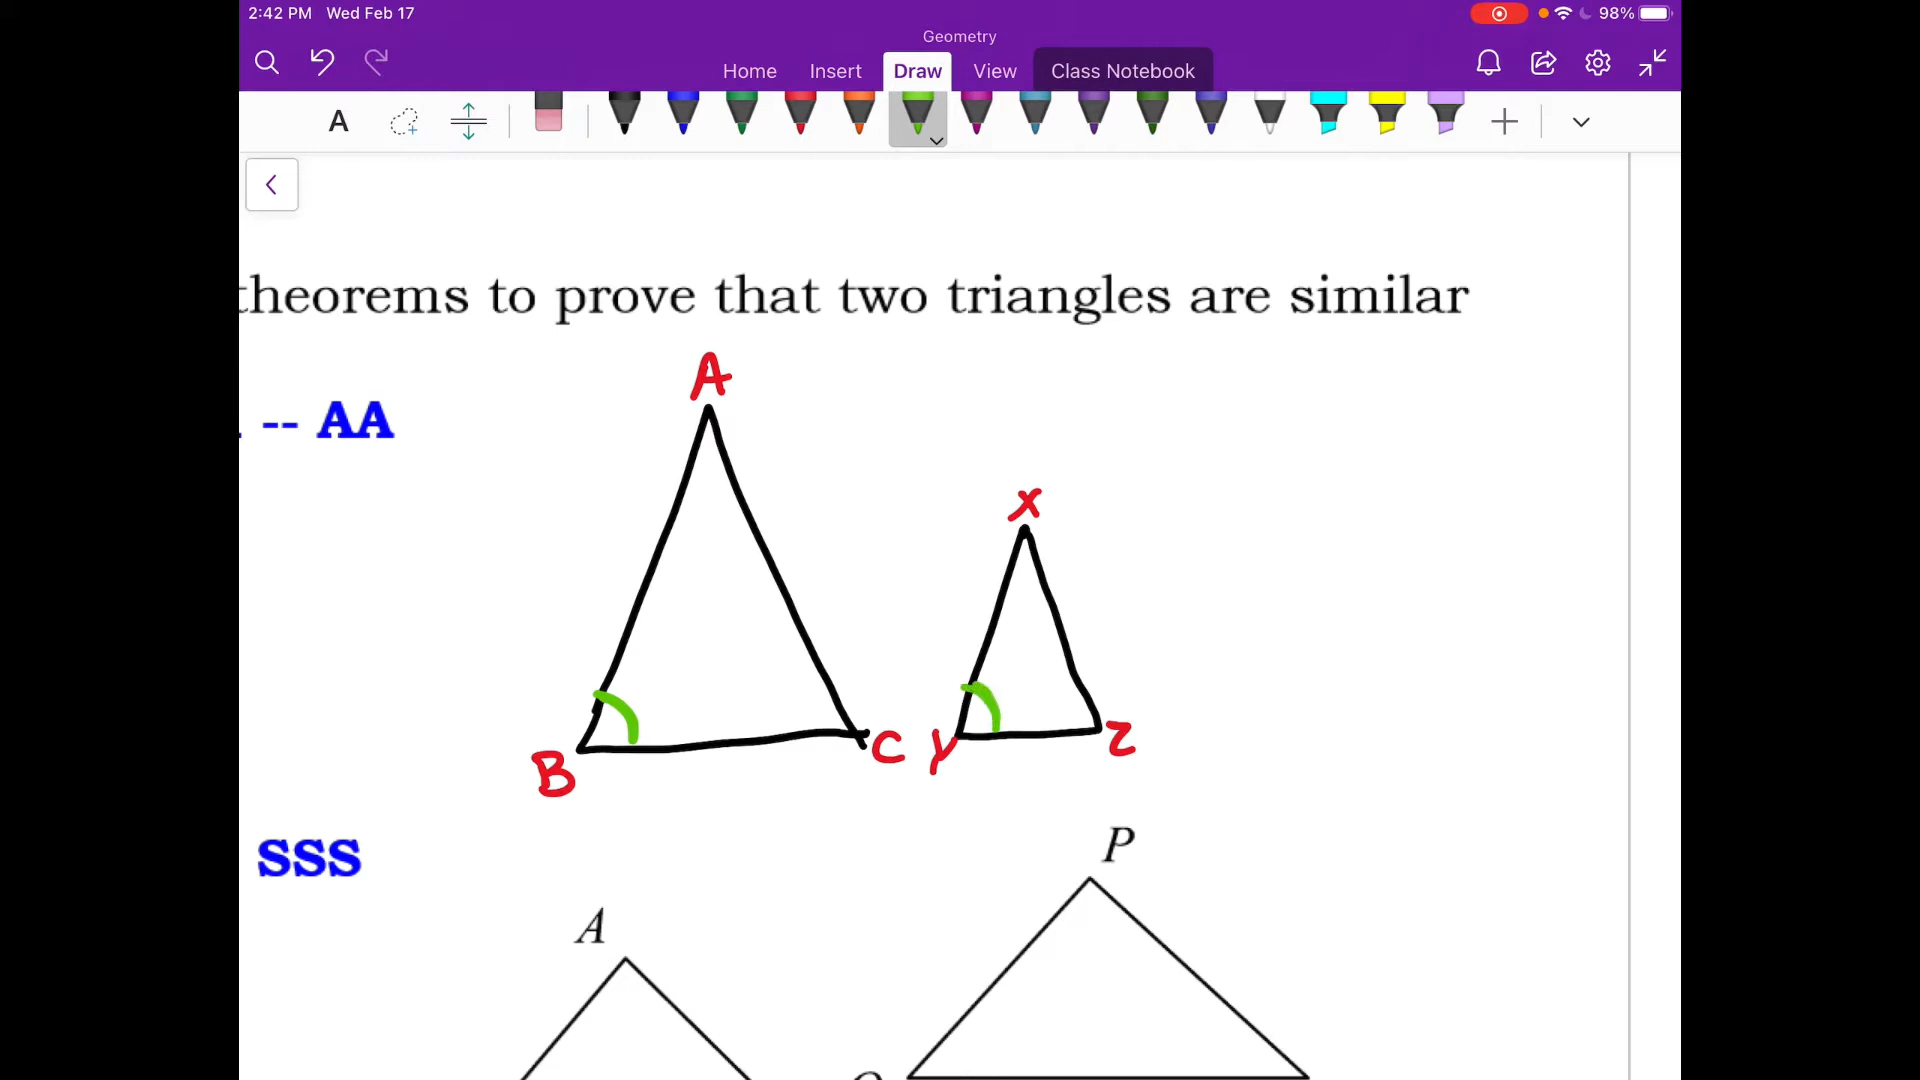 2:42 PM Wed Feb 17
98%
Geometry
Home Insert Draw View Class Notebook
A
theorems to prove that two triangles are similar
A
-- AA
X
B
C
Y
Z
SSS
P
A